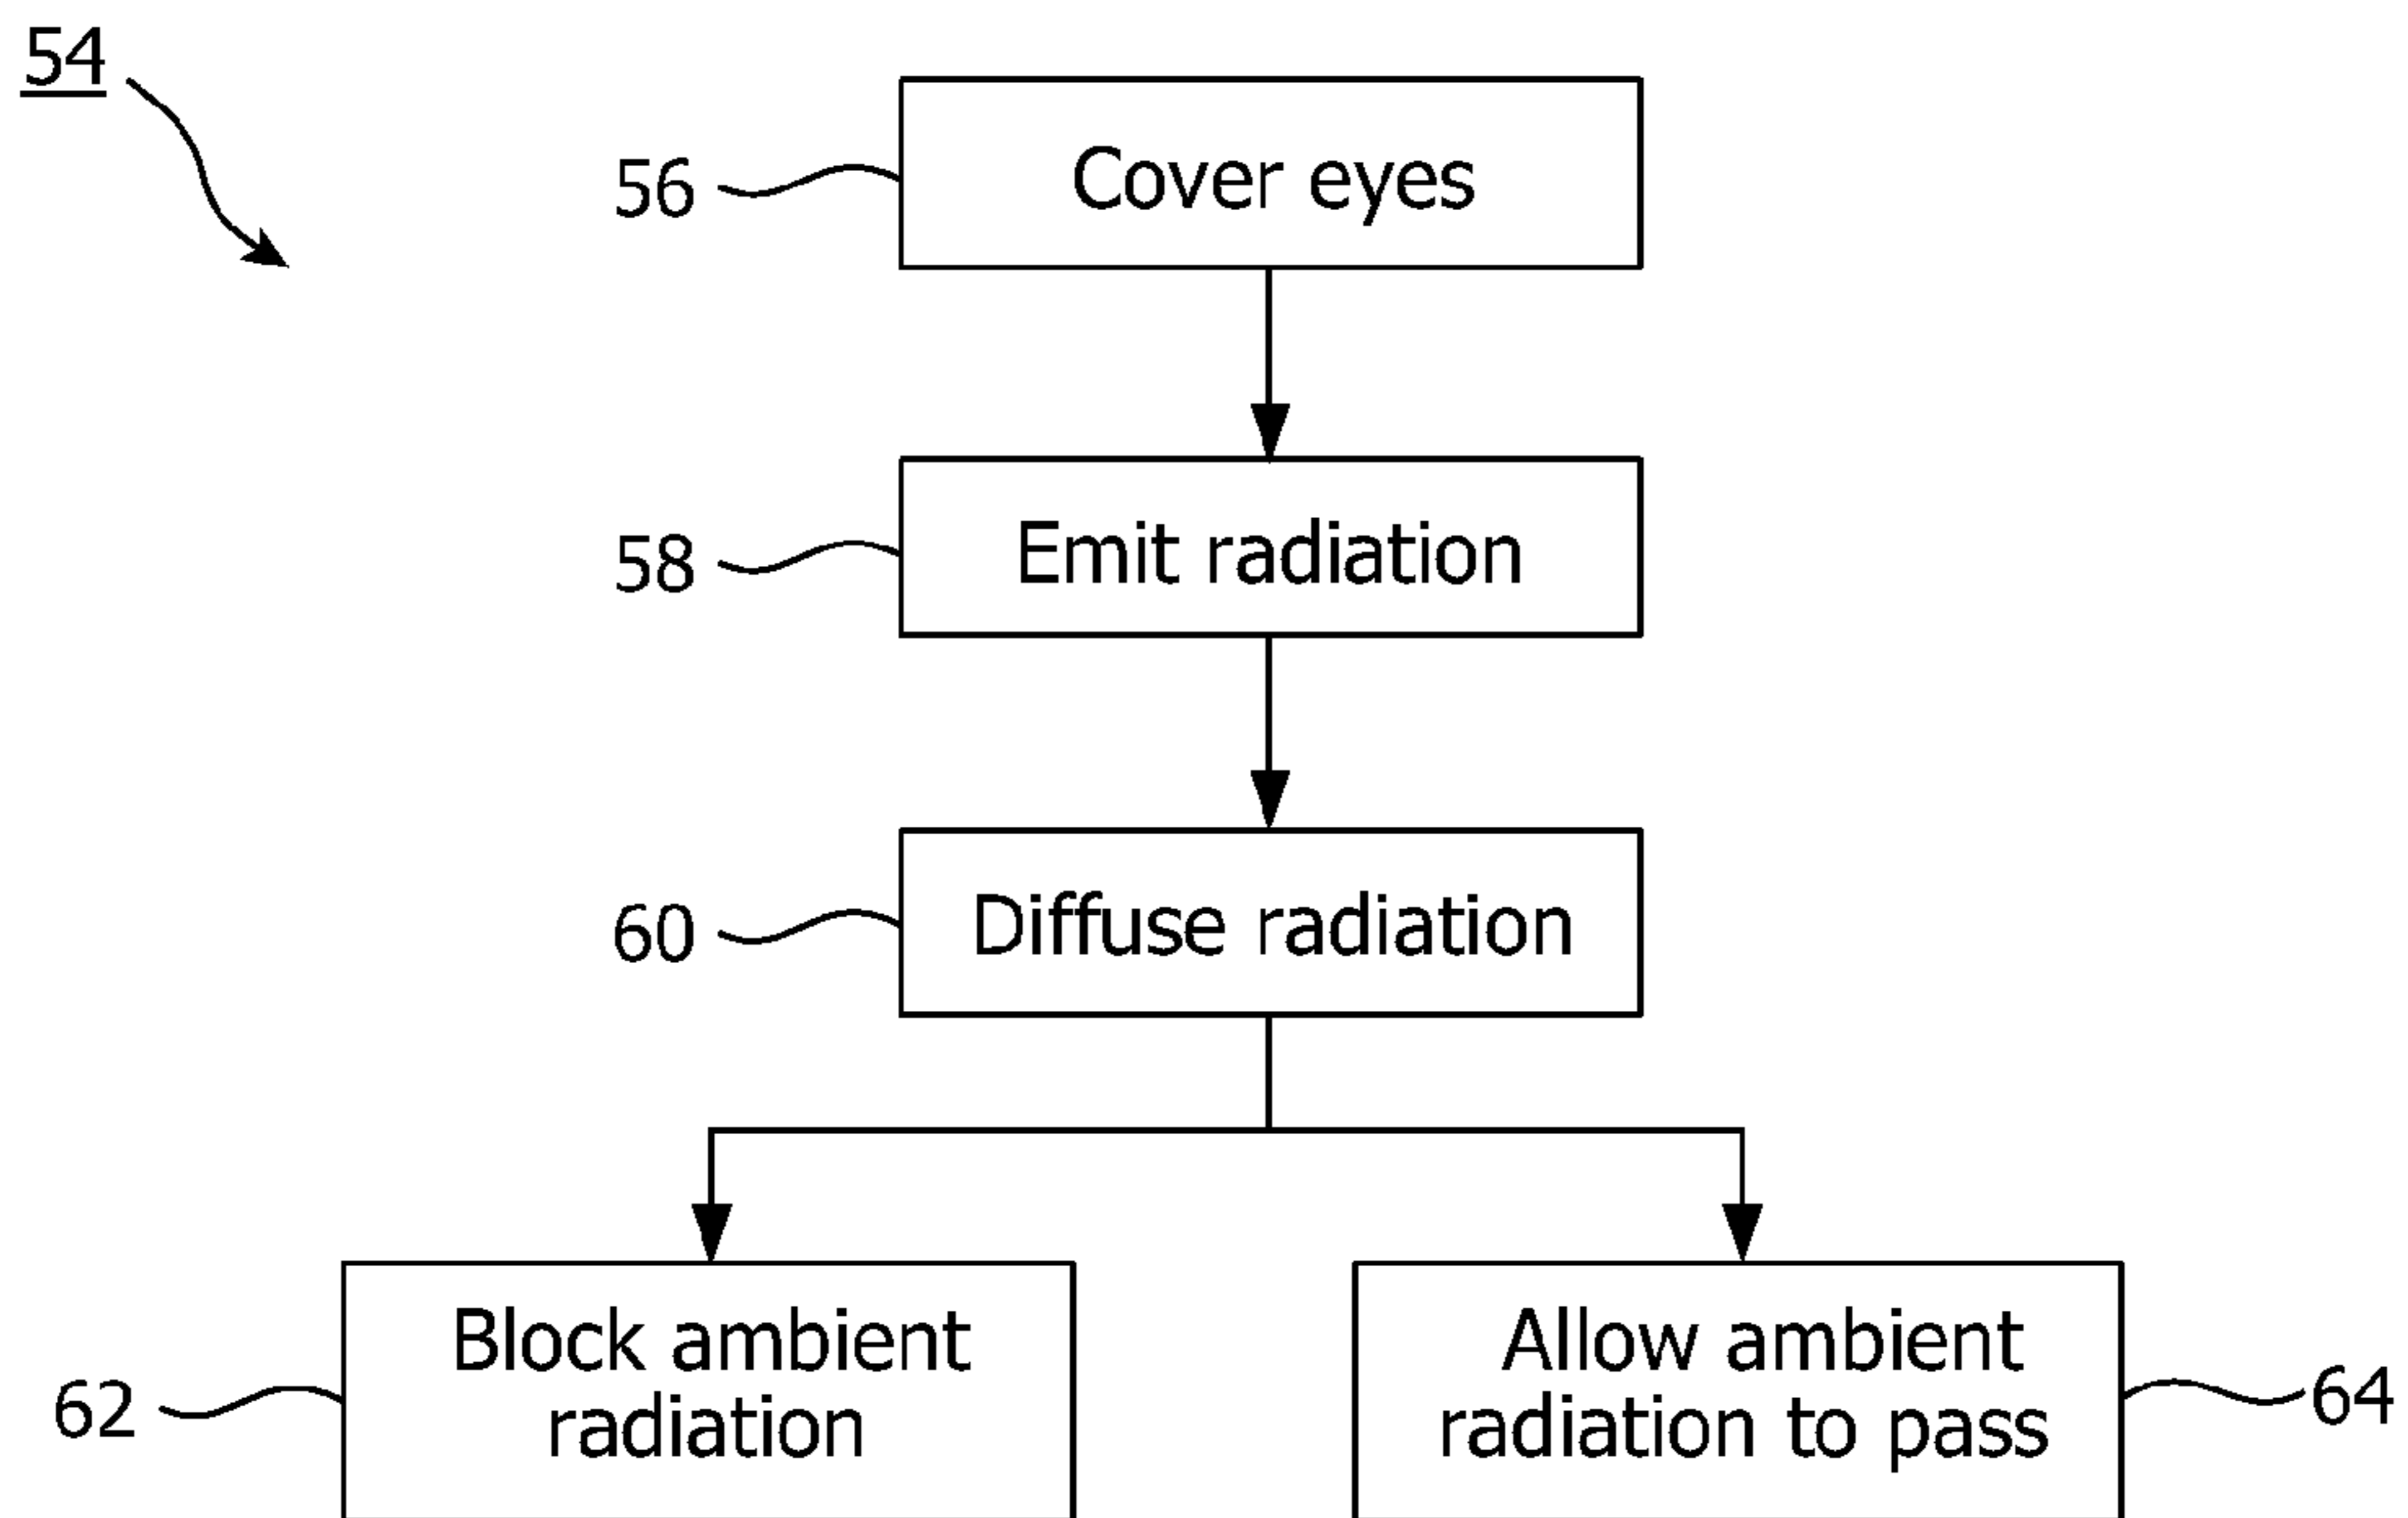 54
56
Cover eyes
58
Emit radiation
60
Diffuse radiation
62
Block ambient
radiation
Allow ambient
radiation to pass
64